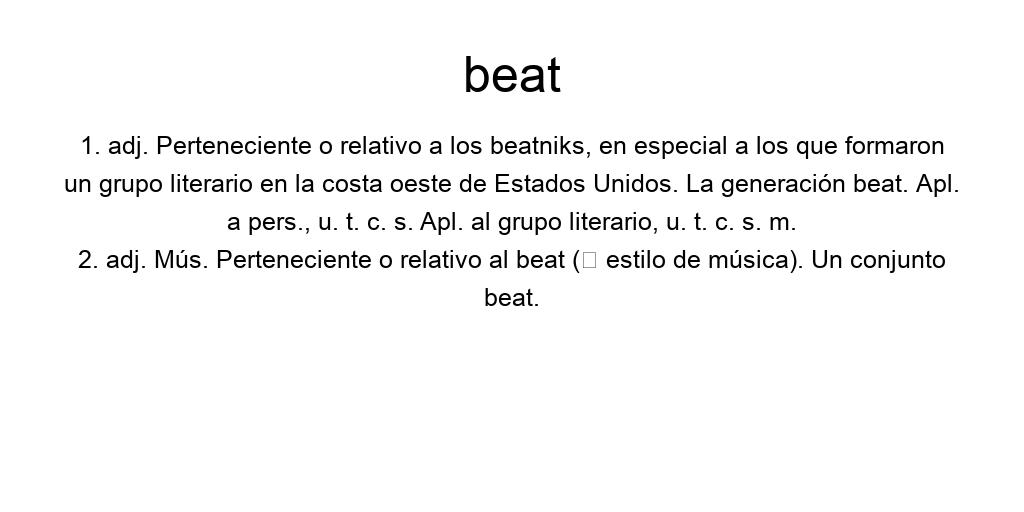 beat
1. adj. Perteneciente o relativo a los beatniks, en especial a los que formaron
un grupo literario en la costa oeste de Estados Unidos. La generación beat. Apl.
a pers., u. t. c. s. Apl. al grupo literario, u. t. c. s. m.
2. adj. Mús. Perteneciente o relativo al beat (□ estilo de música). Un conjunto
beat.